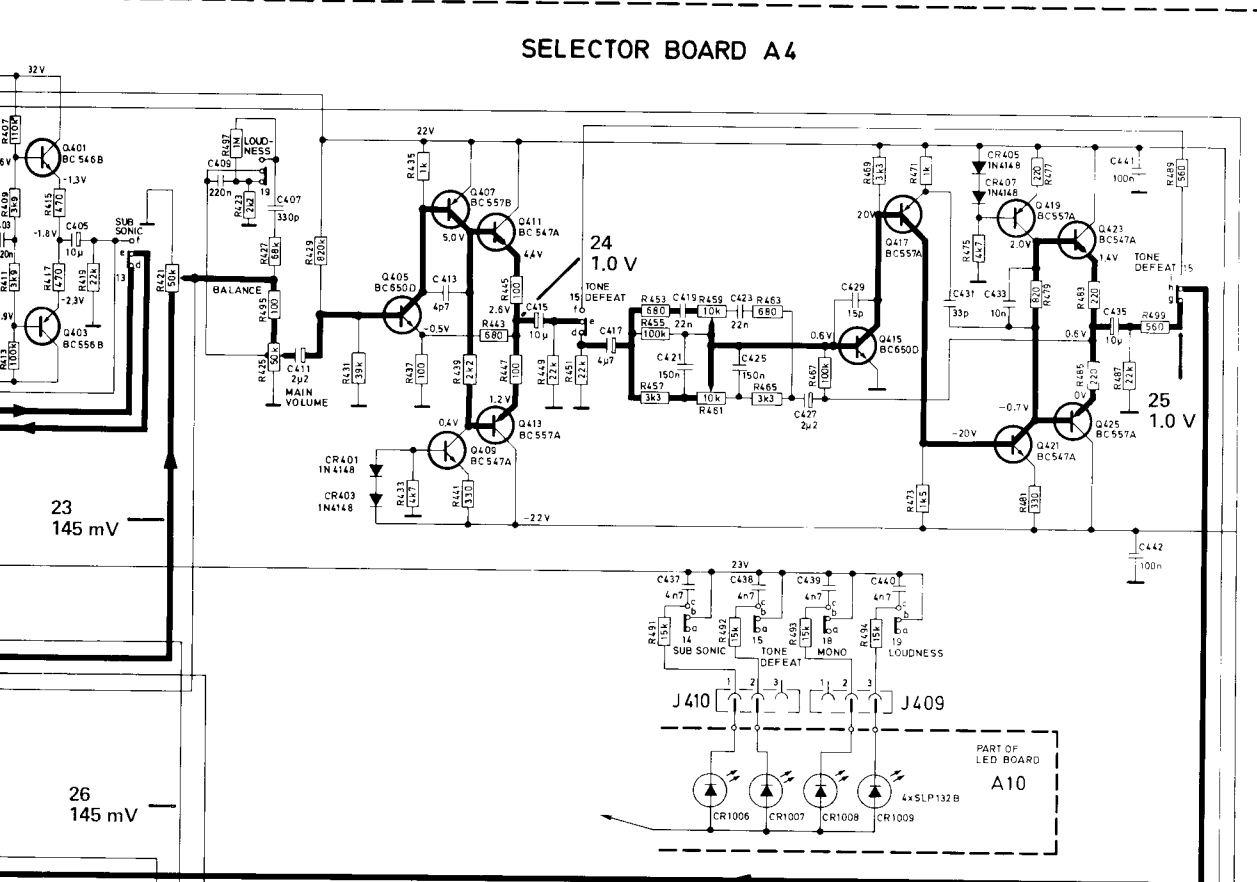 SELECTOR BOARD A4
32V
R407
110k
Q401
BC546B
-1,3V
R409
3k9
R415
470
-1.8V
C405
10µ
R411
3k9
R417
470
R419
22k
-2,3V
Q403
BC556B
R413
100k
SUB
SONIC
f
e
d
13
R421
50k
BALANCE
R497
1M
LOUD-
NESS
C409
220n
19
R423
2k2
C407
330p
R427
68k
R429
820k
R495
100
R425
50k
C411
2µ2
MAIN
VOLUME
R431
39k
22V
R435
1k
Q407
BC557B
5,0V
Q411
BC547A
4,4V
Q405
BC650D
C413
4p7
-0,5V
R445
100
2.6V
C415
10µ
R443
680
R437
100
R439
2k2
R447
100
R449
22k
R451
22k
1.2V
Q413
BC557A
0,4V
Q409
BC547A
CR401
1N4148
CR403
1N4148
R433
4k7
R441
330
-22V
24
1.0 V
TONE
DEFEAT
15
f
e
d
C417
4µ7
R453
680
C419
22n
R459
10k
C423
22n
R463
680
R455
100k
C421
150n
C425
150n
R457
3k3
10k
R461
R465
3k3
R467
100k
C427
2µ2
C429
15p
0.6V
Q415
BC650D
R469
3k3
R471
1k
20V
Q417
BC557A
C431
33p
R473
1k5
-20V
CR405
1N4148
CR407
1N4148
R477
220
Q419
BC557A
2.0V
R475
4k7
C433
10n
R479
820
Q423
BC547A
1,4V
R483
220
0.6V
C435
10µ
R485
220
0V
R487
22k
-0.7V
Q425
BC557A
Q421
BC547A
R481
330
C441
100n
R489
560
TONE
DEFEAT 15
h
g
R499
560
25
1.0 V
C442
100n
23
145 mV
26
145 mV
23V
C437
4n7
C438
4n7
C439
4n7
C440
4n7
c
b
a
c
b
a
c
b
a
c
b
a
R491
15k
R492
15k
R493
15k
R494
15k
14
SUB SONIC
15
TONE
DEFEAT
18
MONO
19
LOUDNESS
J410
1
2
3
1
2
3
J409
PART OF
LED BOARD
A10
4xSLP132B
CR1006
CR1007
CR1008
CR1009